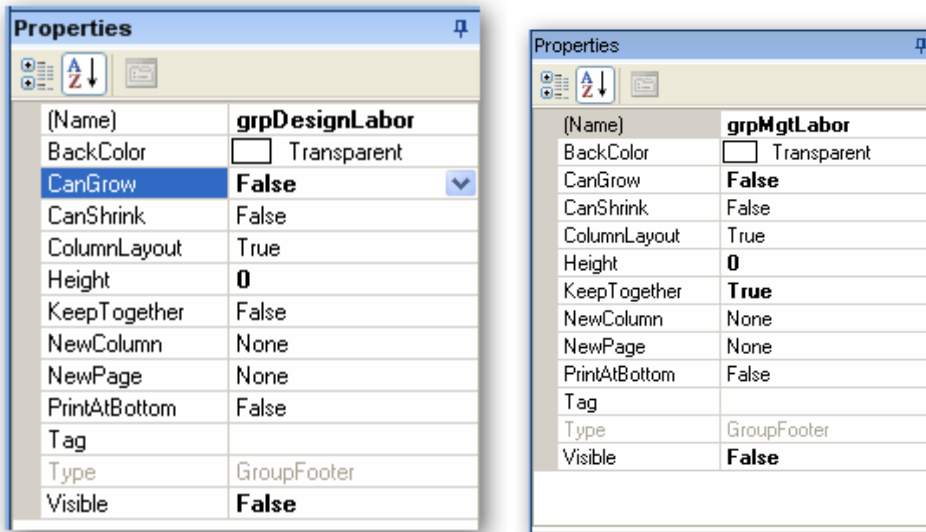 Properties
(Name) grpDesignLabor
BackColor Transparent
CanGrow False
CanShrink False
ColumnLayout True
Height 0
KeepTogether False
NewColumn None
NewPage None
PrintAtBottom False
Tag
Type GroupFooter
Visible False
Properties
(Name) grpMgtLabor
BackColor Transparent
CanGrow False
CanShrink False
ColumnLayout True
Height 0
KeepTogether True
NewColumn None
NewPage None
PrintAtBottom False
Tag
Type GroupFooter
Visible False